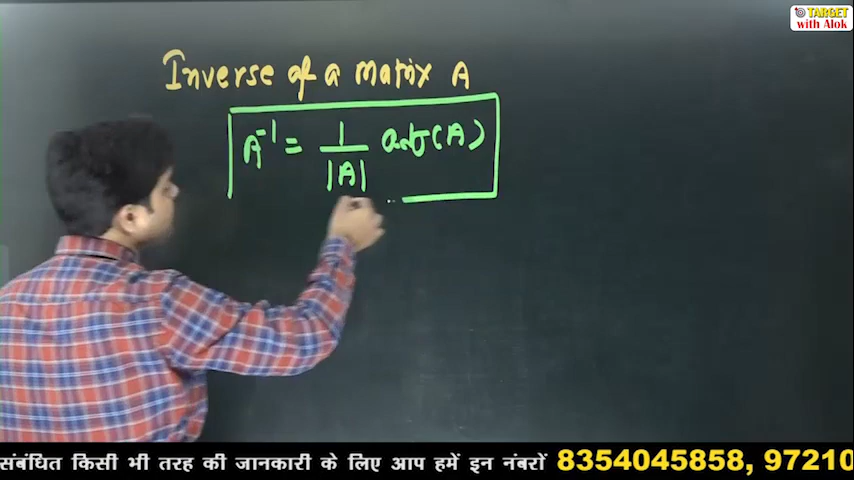 TARGET
with Alok
Inverse of a matrix A
A⁻¹ = 1/|A| adj(A)
संबंधित किसी भी तरह की जानकारी के लिए आप हमें इन नंबरों 8354045858, 97210